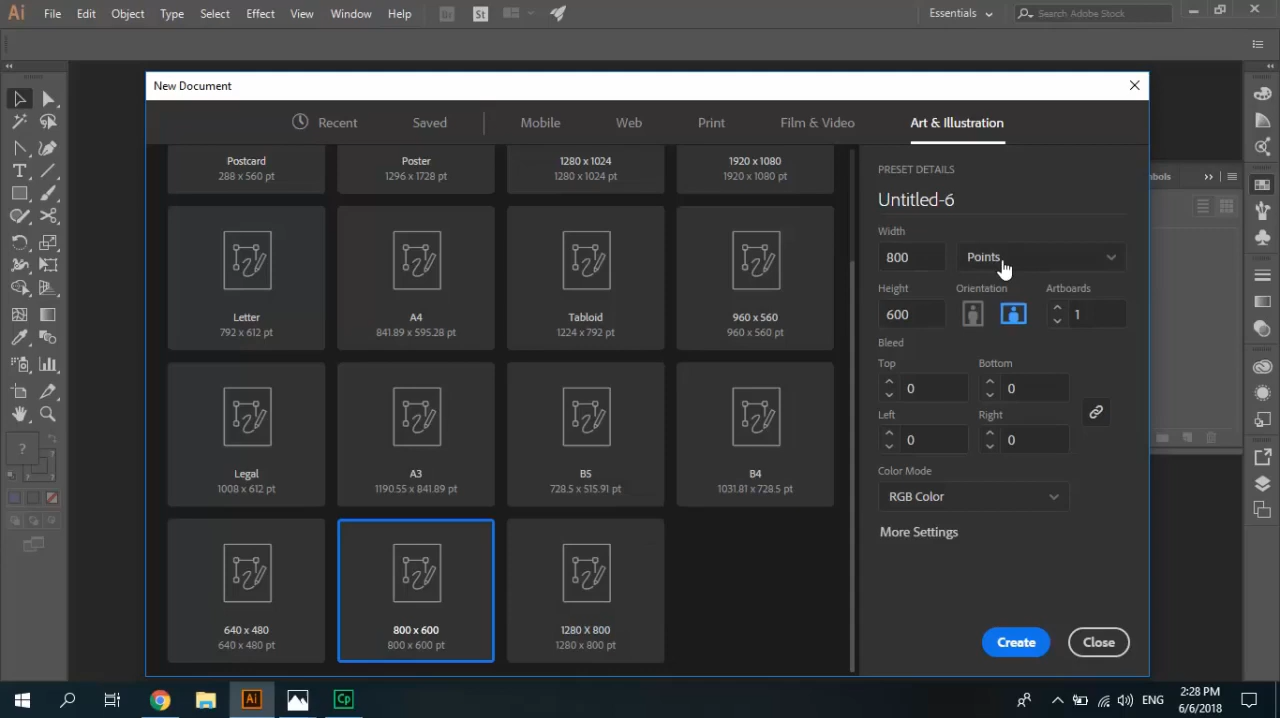 Ai File Edit Object Type Select Effect View Window Help Br St Essentials Search Adobe Stock
New Document
Recent Saved Mobile Web Print Film & Video Art & Illustration
Postcard
288 x 560 pt
Poster
1296 x 1728 pt
1280 x 1024
1280 x 1024 pt
1920 x 1080
1920 x 1080 pt
Letter
792 x 612 pt
A4
841.89 x 595.28 pt
Tabloid
1224 x 792 pt
960 x 560
960 x 560 pt
Legal
1008 x 612 pt
A3
1190.55 x 841.89 pt
B5
728.5 x 515.91 pt
B4
1031.81 x 728.5 pt
640 x 480
640 x 480 pt
800 x 600
800 x 600 pt
1280 X 800
1280 x 800 pt
PRESET DETAILS
Untitled-6
Width
800 Points
Height Orientation Artboards
600 1
Bleed
Top Bottom
0 0
Left Right
0 0
Color Mode
RGB Color
More Settings
Create Close
nbols
?
Ai Cp ENG
2:28 PM
6/6/2018